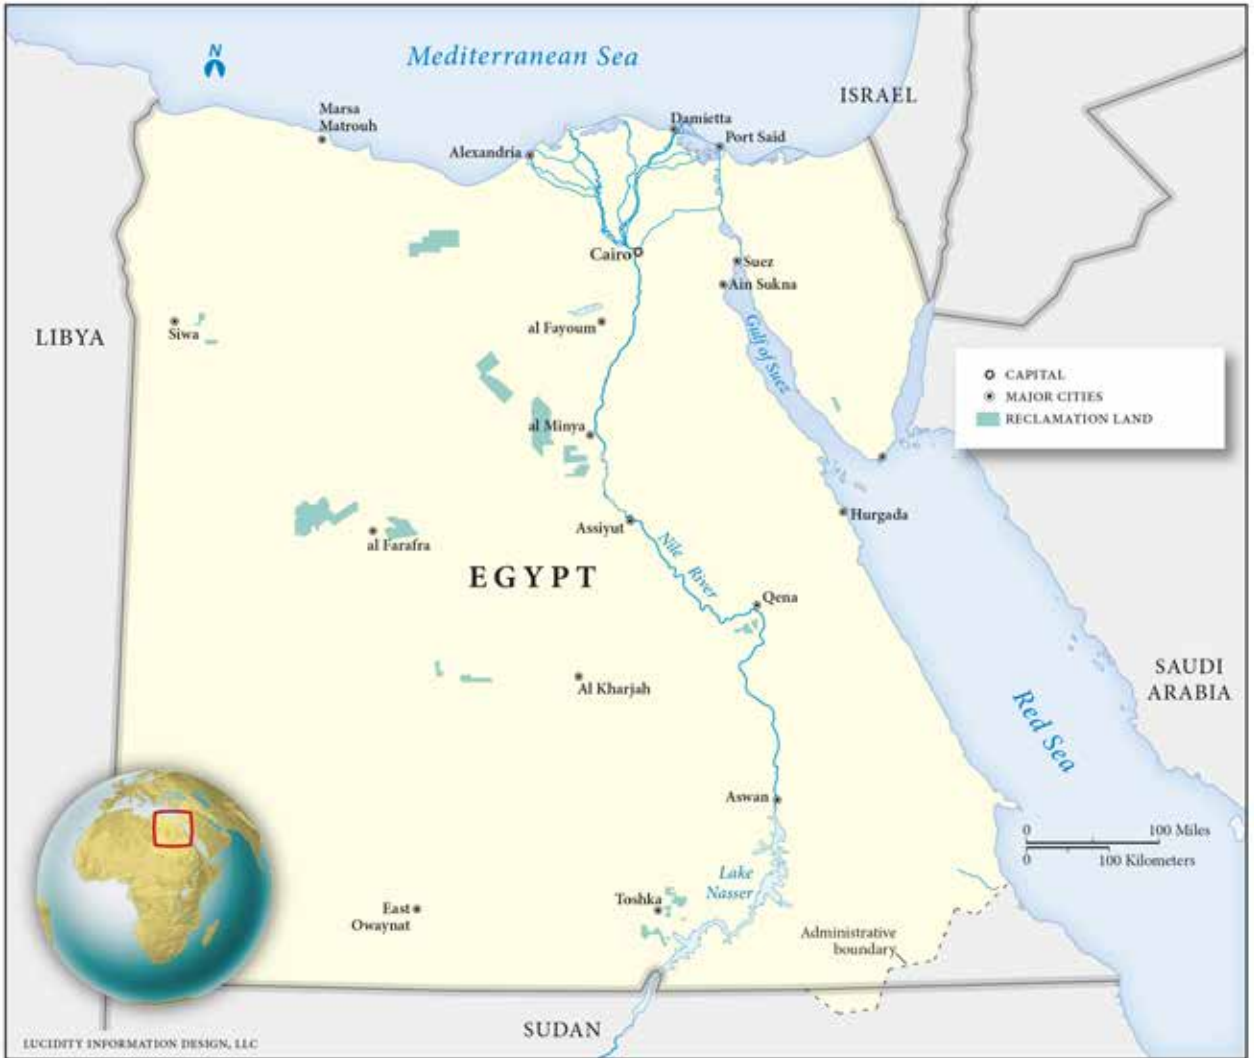 N
Mediterranean Sea
ISRAEL
Marsa
Matrouh
Damietta
Port Said
Alexandria
Cairo
Suez
Ain Sukna
LIBYA
Siwa
al Fayoum
Gulf of Suez
CAPITAL
MAJOR CITIES
RECLAMATION LAND
al Minya
Hurgada
Assiyut
al Farafra
Nile River
EGYPT
Qena
SAUDI
ARABIA
Al Kharjah
Red Sea
Aswan
0 100 Miles
0 100 Kilometers
Lake
Nasser
Toshka
East
Owaynat
Administrative
boundary
SUDAN
LUCIDITY INFORMATION DESIGN, LLC